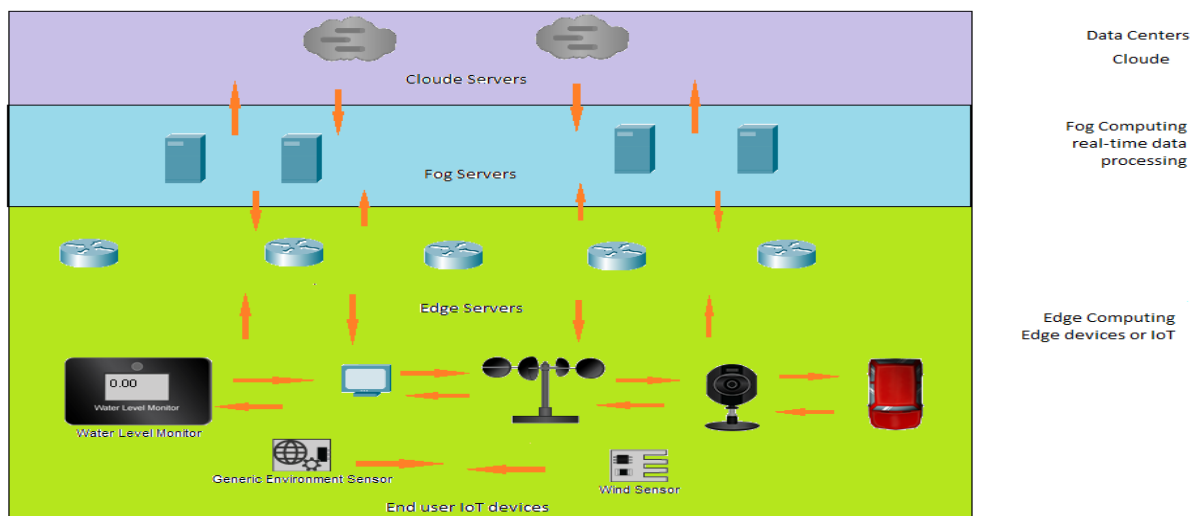 Data Centers
Cloude
Cloude Servers
Fog Computing
real-time data
processing
Fog Servers
Edge Servers
Edge Computing
Edge devices or IoT
0.00
Water Level Monitor
Water Level Monitor
Generic Environment Sensor
Wind Sensor
End user IoT devices